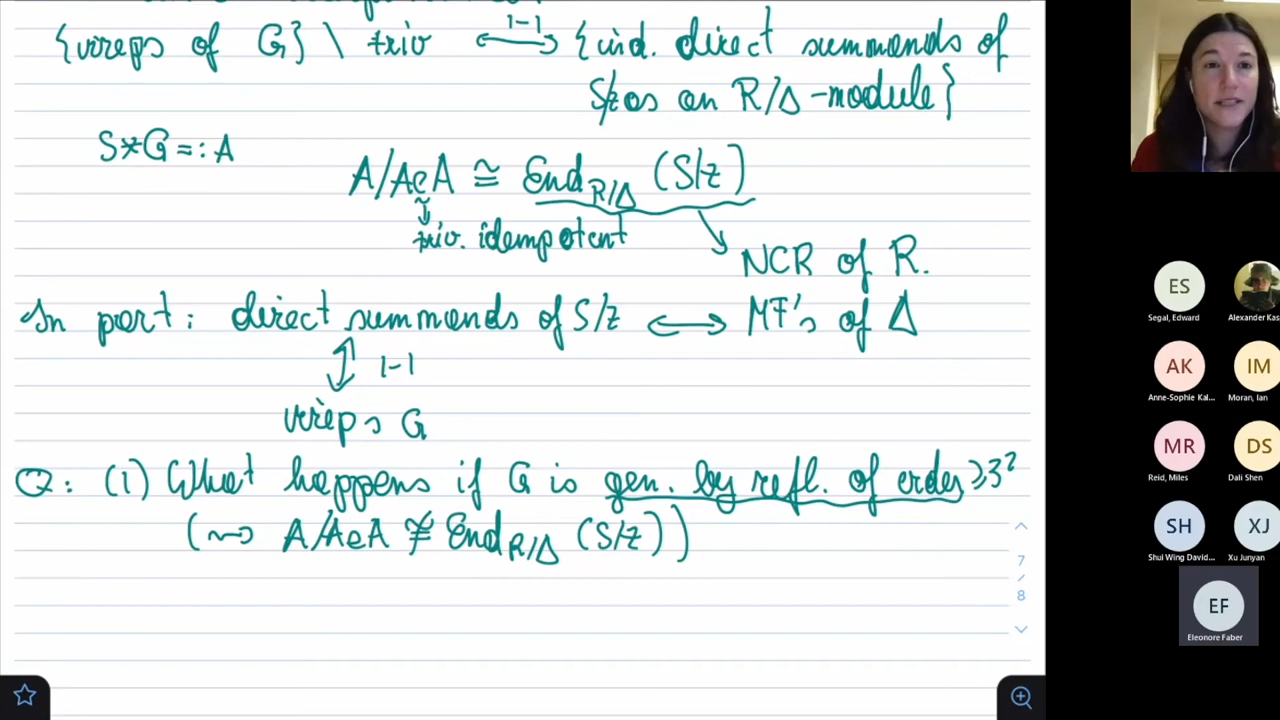 {irreps of G} \ triv <-1-1-> {ind. direct summands of
S/z as an R/Δ-module}
S*G =: A
A/AeA ≅ End_{R/Δ} (S/z)
triv. idempotent
NCR of R.
In part: direct summands of S/z <-> MF's of Δ
1-1
irreps G
Q: (1) What happens if G is gen. by refl. of order ≥3?
(⇝ A/AeA ≇ End_{R/Δ} (S/z))
7
/
8
ES
Segal, Edward
Alexander Kas
AK
Anne-Sophie Kal...
IM
Moran, Ian
MR
Reid, Miles
DS
Dali Shen
SH
Shui Wing David...
XJ
Xu Junyan
EF
Eleonore Faber